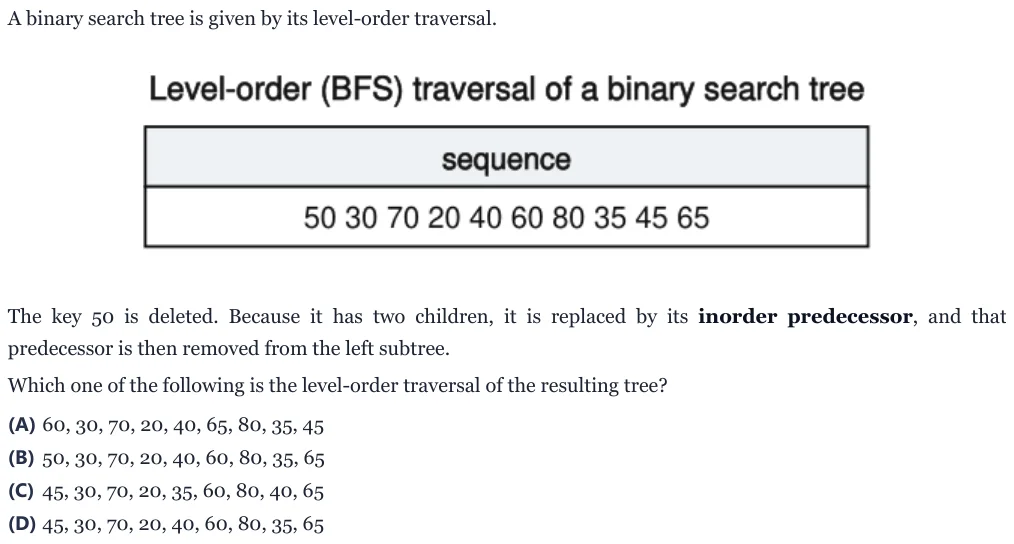 A binary search tree is given by its level-order traversal.
Level-order (BFS) traversal of a binary search tree
sequence
50 30 70 20 40 60 80 35 45 65
The key 50 is deleted. Because it has two children, it is replaced by its inorder predecessor, and that
predecessor is then removed from the left subtree.
Which one of the following is the level-order traversal of the resulting tree?
(A) 60, 30, 70, 20, 40, 65, 80, 35, 45
(B) 50, 30, 70, 20, 40, 60, 80, 35, 65
(C) 45, 30, 70, 20, 35, 60, 80, 40, 65
(D) 45, 30, 70, 20, 40, 60, 80, 35, 65